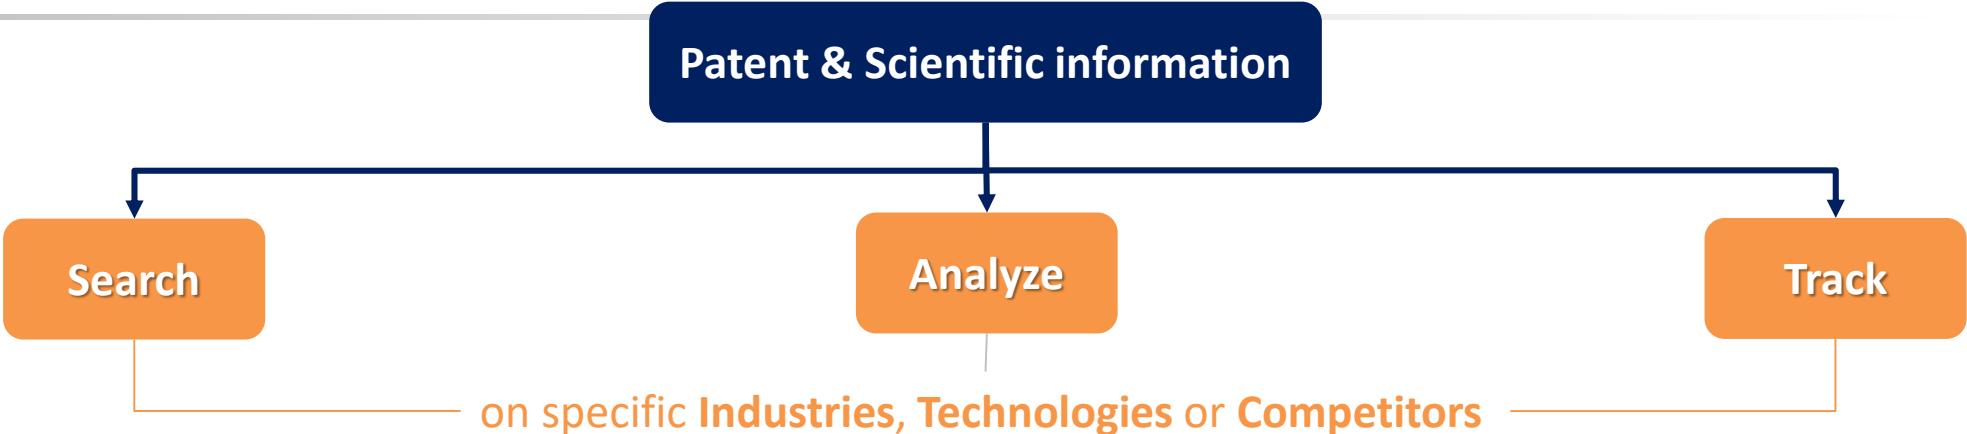 Patent & Scientific information
Search
Analyze
Track
on specific Industries, Technologies or Competitors